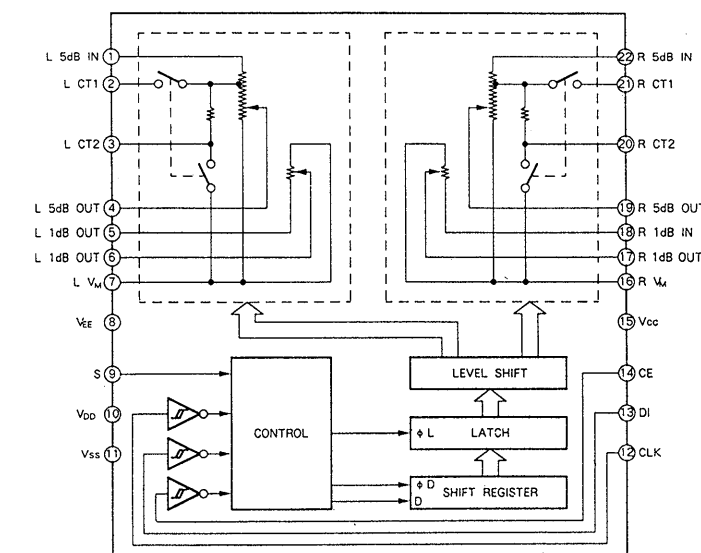 L 5dB IN 1
L CT1 2
L CT2 3
L 5dB OUT 4
L 1dB OUT 5
L 1dB OUT 6
L VM 7
VEE 8
S 9
VDD 10
VSS 11
22 R 5dB IN
21 R CT1
20 R CT2
19 R 5dB OUT
18 R 1dB IN
17 R 1dB OUT
16 R VM
15 Vcc
14 CE
13 DI
12 CLK
CONTROL
LEVEL SHIFT
ϕ L LATCH
ϕ D
D SHIFT REGISTER